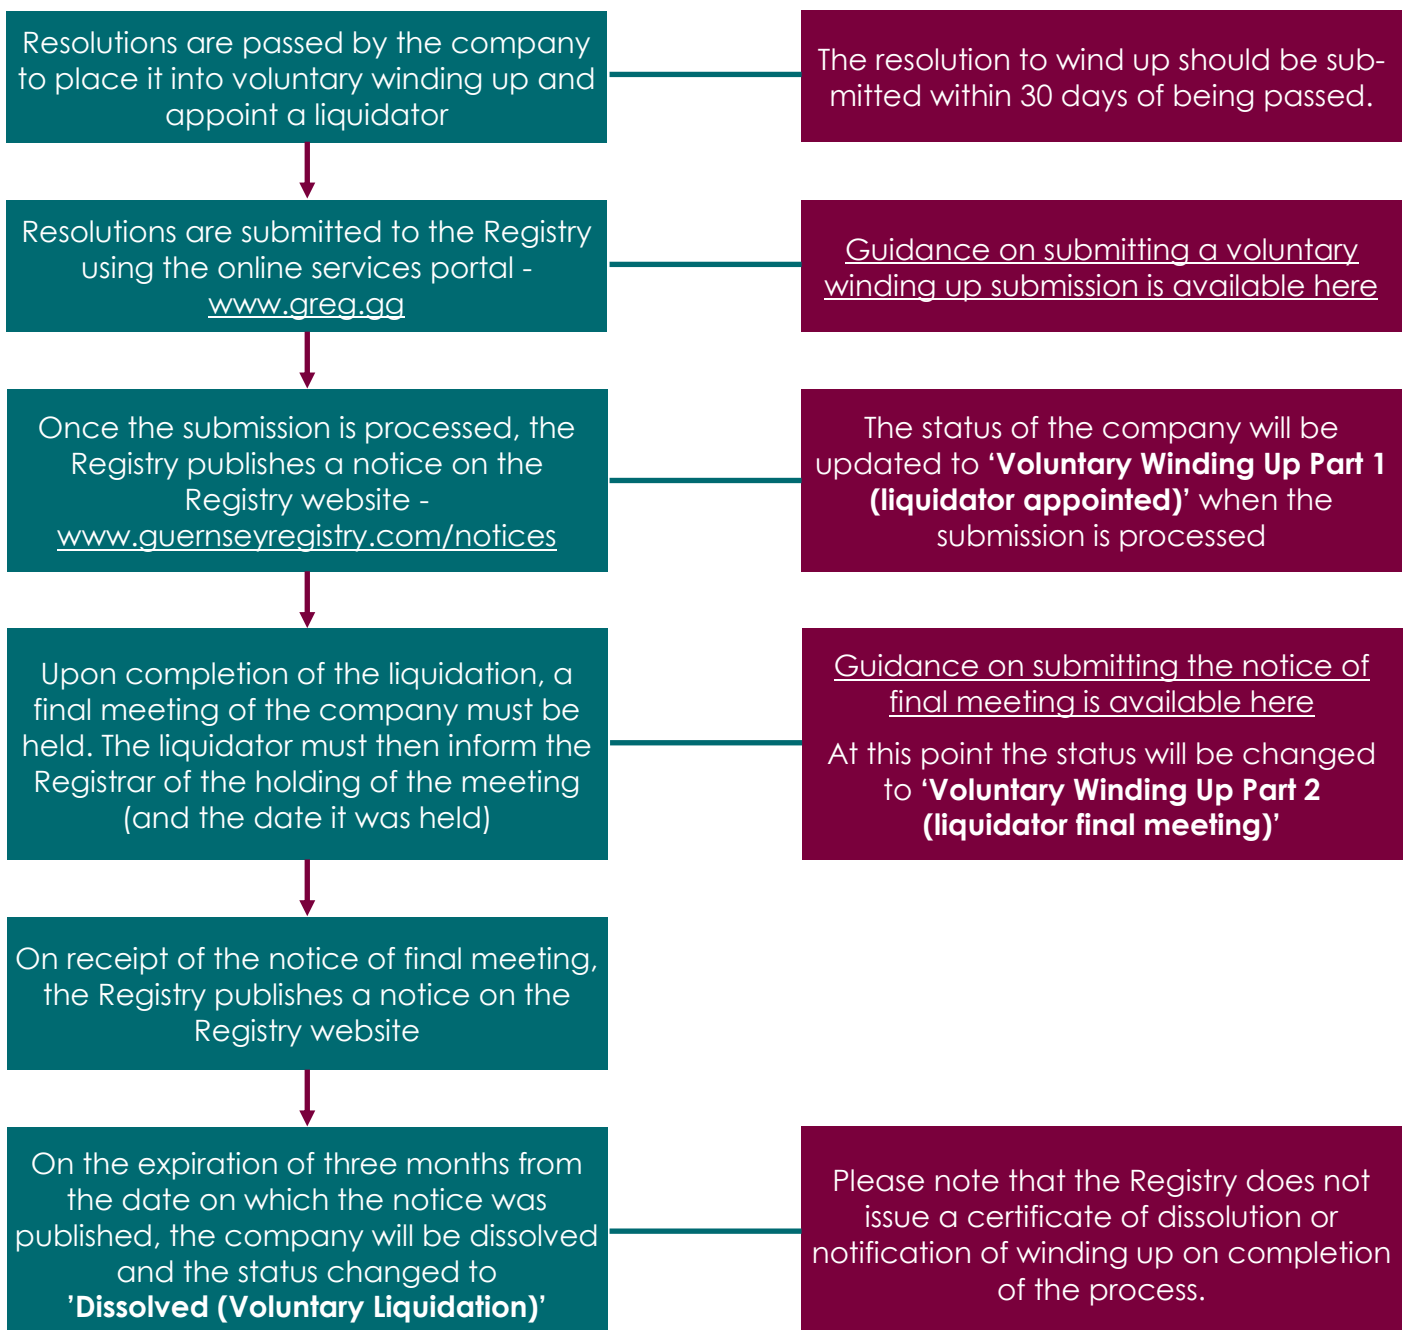 Resolutions are passed by the company
to place it into voluntary winding up and
appoint a liquidator
The resolution to wind up should be sub-
mitted within 30 days of being passed.
Resolutions are submitted to the Registry
using the online services portal -
www.greg.gg
Guidance on submitting a voluntary
winding up submission is available here
Once the submission is processed, the
Registry publishes a notice on the
Registry website -
www.guernseyregistry.com/notices
The status of the company will be
updated to ‘Voluntary Winding Up Part 1
(liquidator appointed)’ when the
submission is processed
Upon completion of the liquidation, a
final meeting of the company must be
held. The liquidator must then inform the
Registrar of the holding of the meeting
(and the date it was held)
Guidance on submitting the notice of
final meeting is available here
At this point the status will be changed
to ‘Voluntary Winding Up Part 2
(liquidator final meeting)’
On receipt of the notice of final meeting,
the Registry publishes a notice on the
Registry website
On the expiration of three months from
the date on which the notice was
published, the company will be dissolved
and the status changed to
’Dissolved (Voluntary Liquidation)’
Please note that the Registry does not
issue a certificate of dissolution or
notification of winding up on completion
of the process.